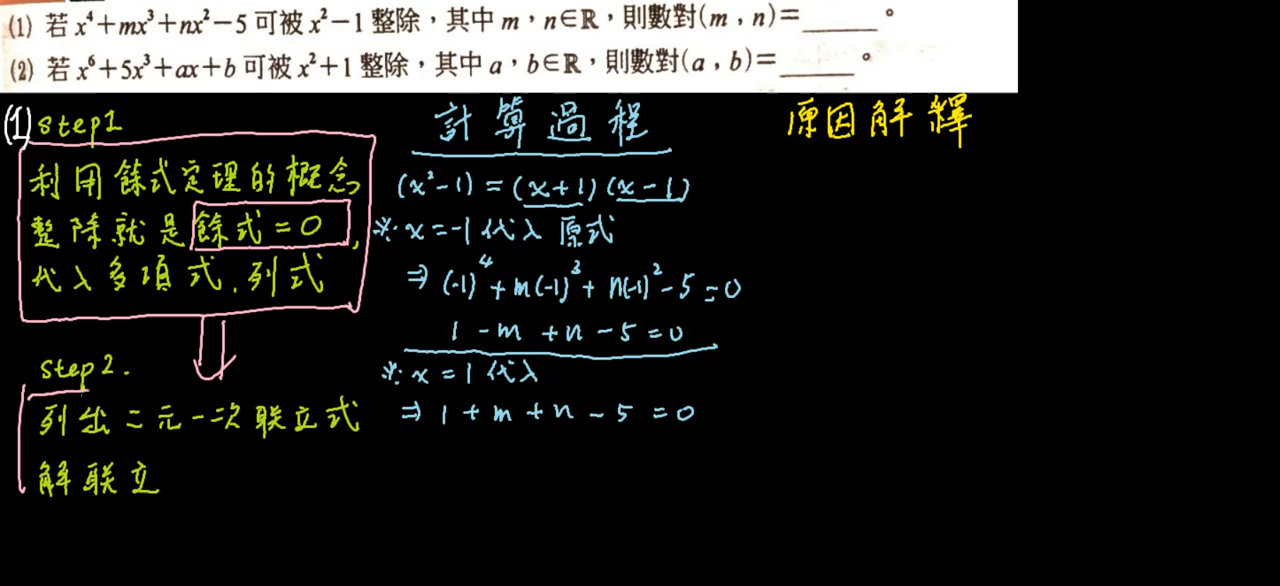 (1) 若 x⁴+mx³+nx²−5 可被 x²−1 整除,其中 m,n∈ℝ,則數對(m,n)=______。
(2) 若 x⁶+5x³+ax+b 可被 x²+1 整除,其中 a,b∈ℝ,則數對(a,b)=______。
(1) step1
利用餘式定理的概念
整除就是餘式=0,
代入多項式,列式
step2.
列出二元一次聯立式
解聯立
計算過程
(x²-1)=(x+1)(x-1)
※ x=-1代入原式
⇒ (-1)⁴+m(-1)³+n(-1)²-5=0
1-m+n-5=0
※ x=1代入
⇒ 1+m+n-5=0
原因解釋